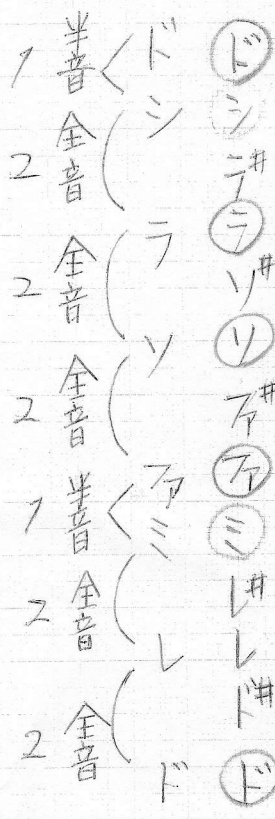 1 半音 ド ド
シ シ
2 全音 ラ#
ラ ラ
2 全音 ソ#
ソ ソ
2 全音 ファ#
ファ ファ
1 半音 ミ ミ
2 全音 レ#
レ レ
2 全音 ド#
ド ド